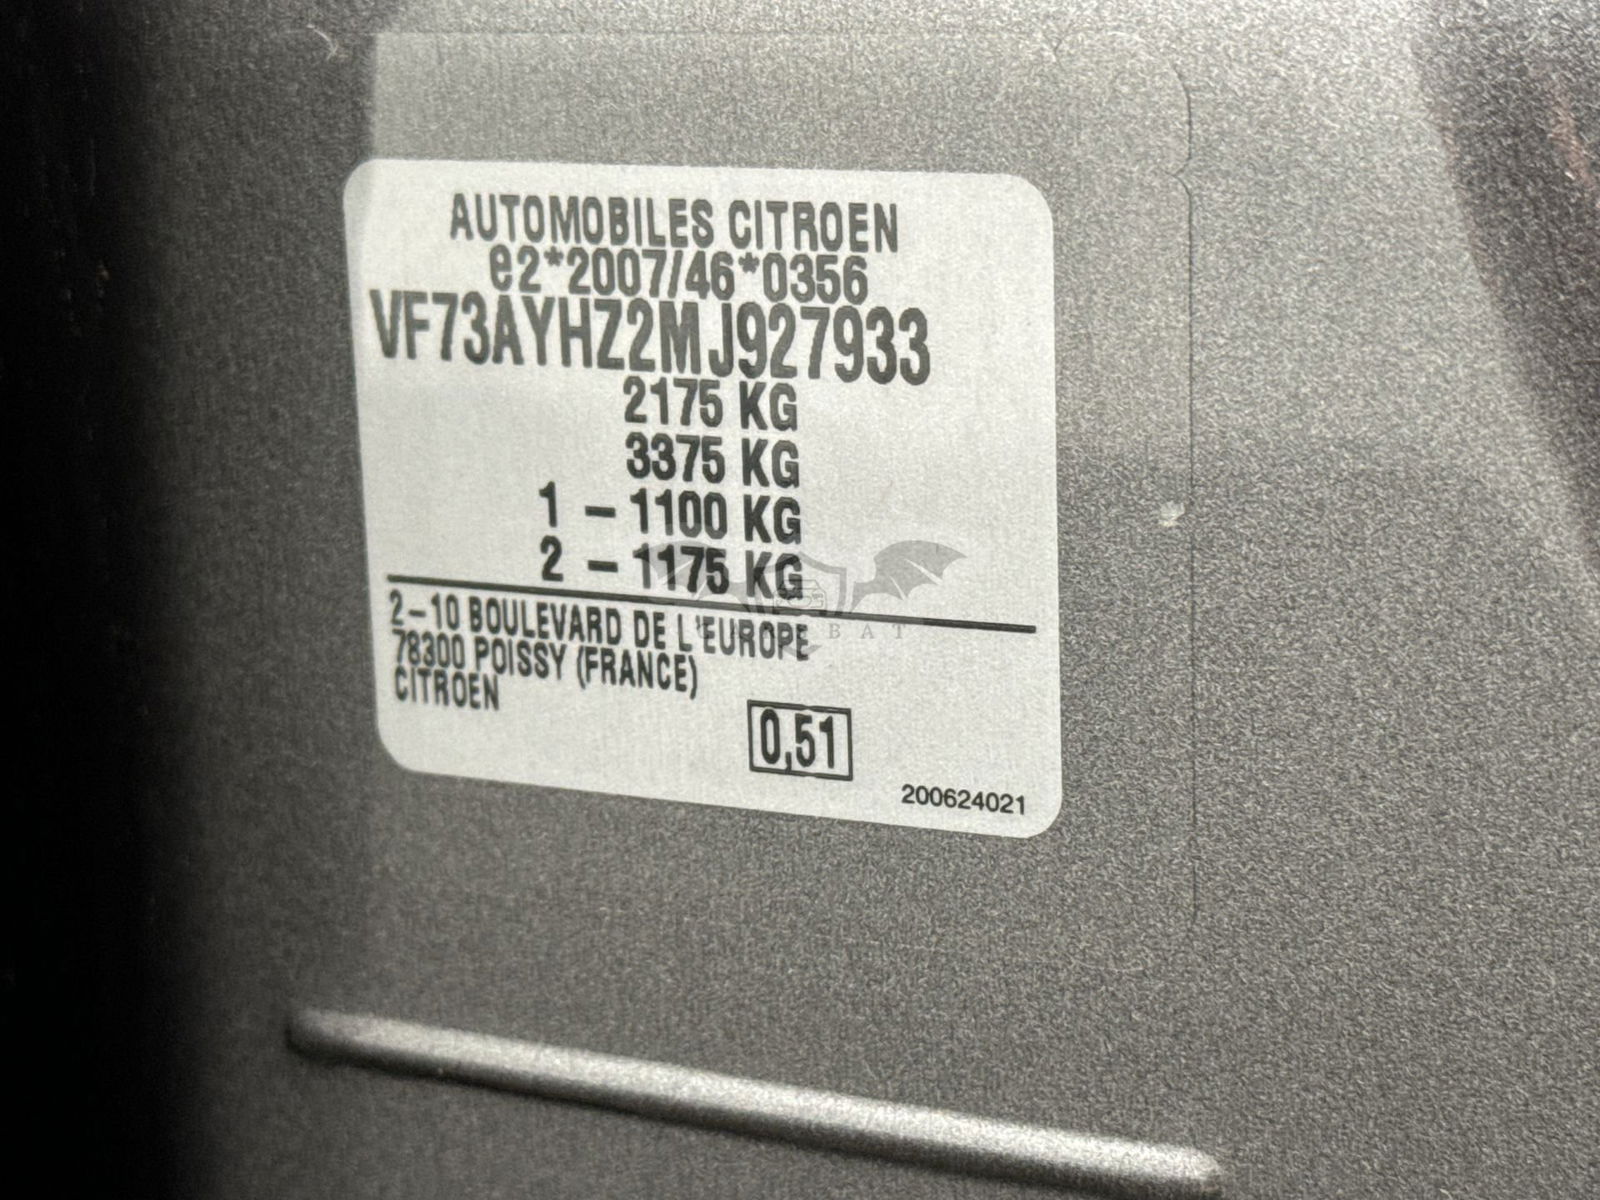 AUTOMOBILES CITROEN
e2*2007/46*0356
VF73AYHZ2MJ927933
2175 KG
3375 KG
1 - 1100 KG
2 - 1175 KG
2-10 BOULEVARD DE L'EUROPE
78300 POISSY (FRANCE)
CITROEN
0,51
200624021